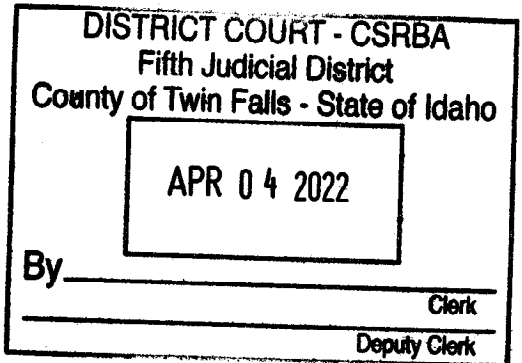 DISTRICT COURT - CSRBA
Fifth Judicial District
County of Twin Falls - State of Idaho
APR 04 2022
By
Clerk
Deputy Clerk